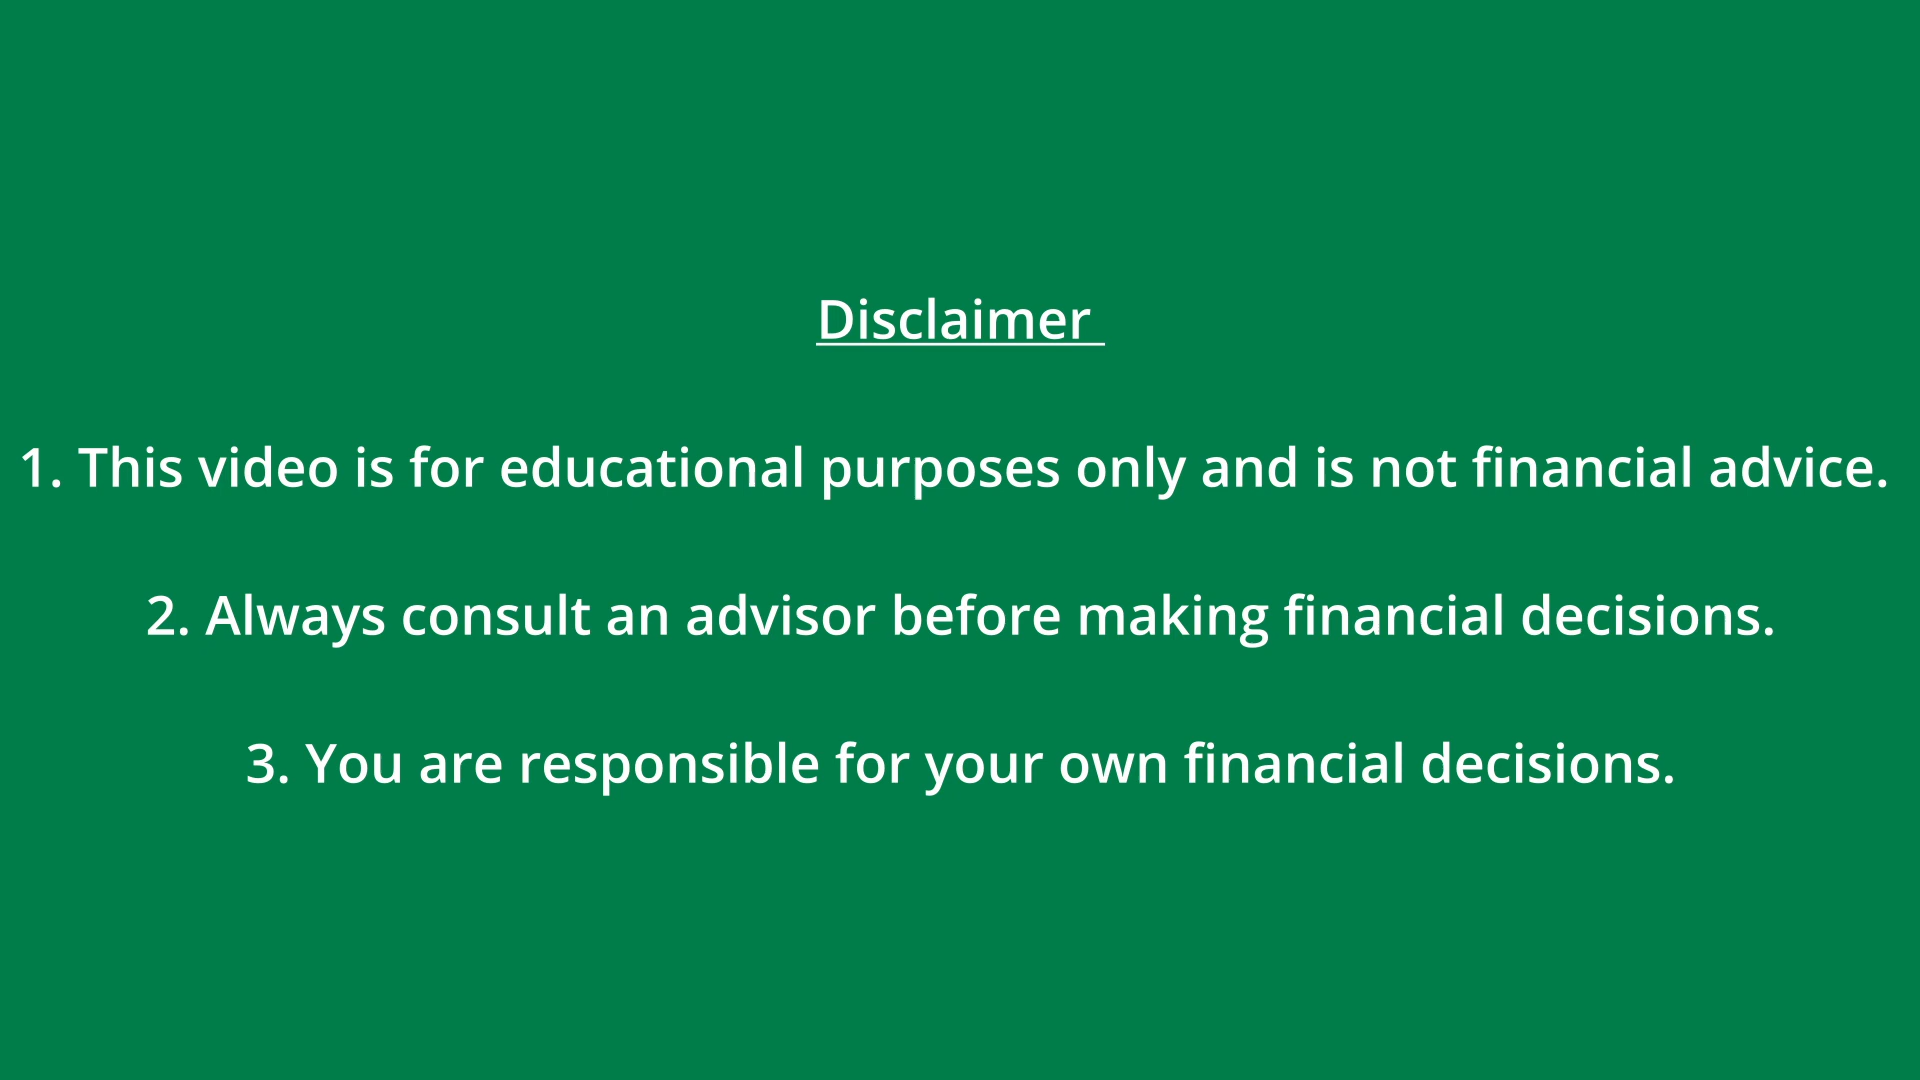 Disclaimer
1. This video is for educational purposes only and is not financial advice.
2. Always consult an advisor before making financial decisions.
3. You are responsible for your own financial decisions.